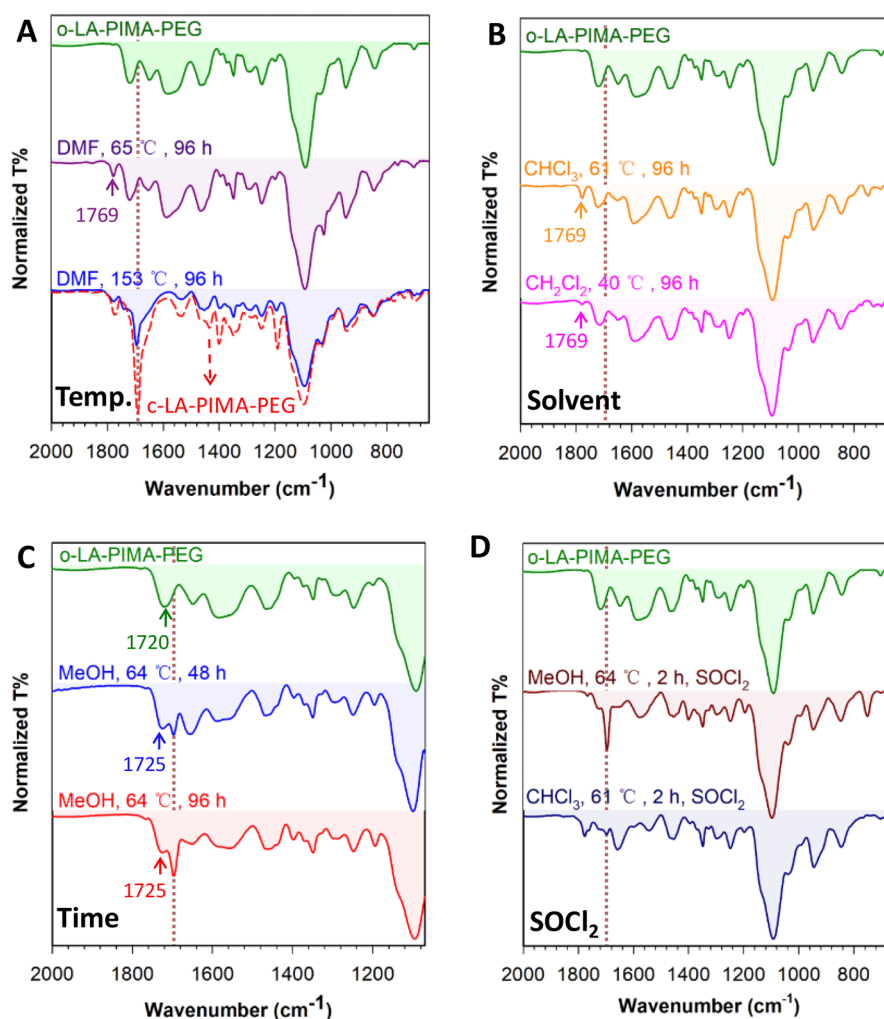 A
o-LA-PIMA-PEG
DMF, 65 ℃, 96 h
1769
DMF, 153 ℃, 96 h
c-LA-PIMA-PEG
Temp.
Normalized T%
2000 1800 1600 1400 1200 1000 800
Wavenumber (cm⁻¹)
B
o-LA-PIMA-PEG
CHCl₃, 61 ℃, 96 h
1769
CH₂Cl₂, 40 ℃, 96 h
1769
Solvent
Normalized T%
2000 1800 1600 1400 1200 1000 800
Wavenumber (cm⁻¹)
C
o-LA-PIMA-PEG
1720
MeOH, 64 ℃, 48 h
1725
MeOH, 64 ℃, 96 h
1725
Time
Normalized T%
2000 1800 1600 1400 1200
Wavenumber (cm⁻¹)
D
o-LA-PIMA-PEG
MeOH, 64 ℃, 2 h, SOCl₂
CHCl₃, 61 ℃, 2 h, SOCl₂
SOCl₂
Normalized T%
2000 1800 1600 1400 1200 1000 800
Wavenumber (cm⁻¹)